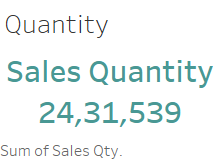 Quantity
Sales Quantity
24,31,539
Sum of Sales Qty.